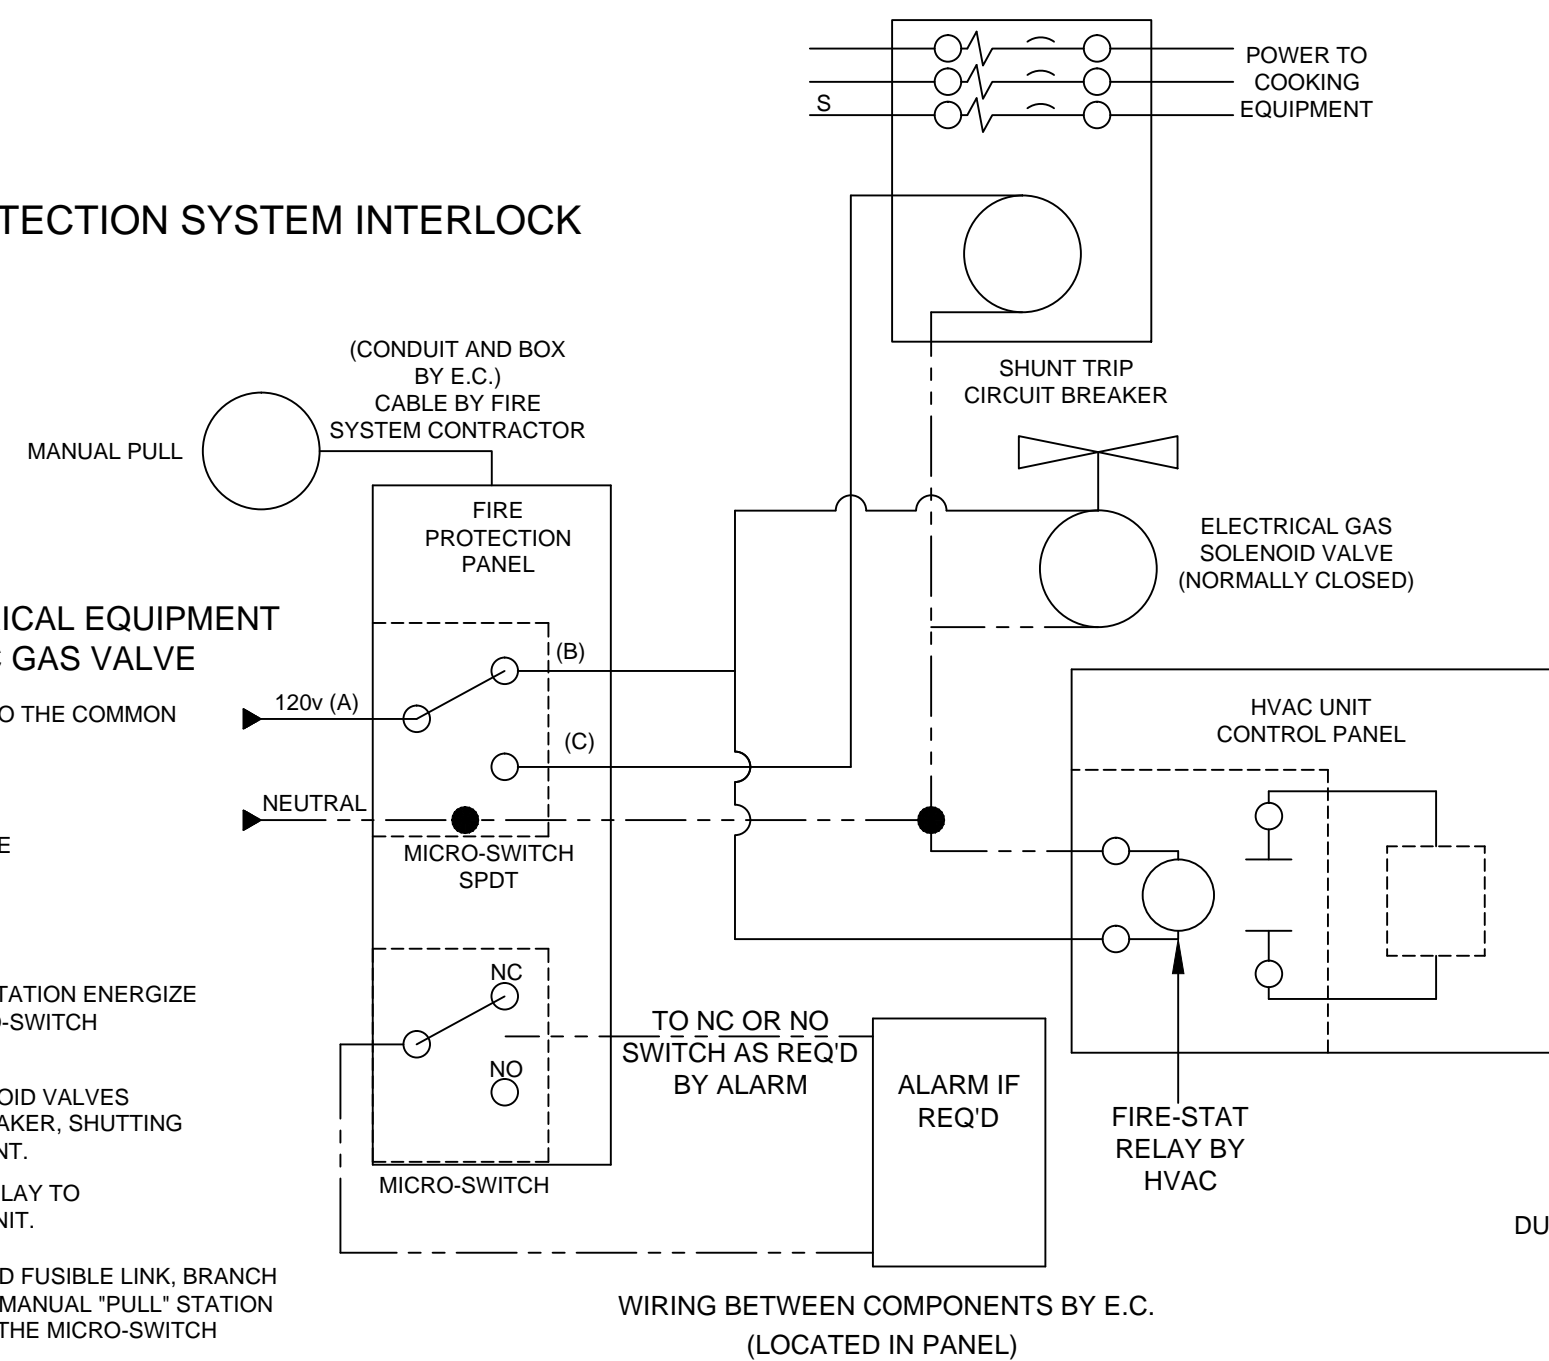 POWER TO
COOKING
EQUIPMENT
S
TECTION SYSTEM INTERLOCK
SHUNT TRIP
CIRCUIT BREAKER
(CONDUIT AND BOX
BY E.C.)
CABLE BY FIRE
SYSTEM CONTRACTOR
MANUAL PULL
FIRE
PROTECTION
PANEL
ELECTRICAL GAS
SOLENOID VALVE
(NORMALLY CLOSED)
ICAL EQUIPMENT
GAS VALVE
O THE COMMON
120v (A)
(B)
(C)
NEUTRAL
E
MICRO-SWITCH
SPDT
HVAC UNIT
CONTROL PANEL
TATION ENERGIZE
O-SWITCH
NC
NO
OID VALVES
AKER, SHUTTING
NT.
LAY TO
NIT.
MICRO-SWITCH
TO NC OR NO
SWITCH AS REQ'D
BY ALARM
ALARM IF
REQ'D
FIRE-STAT
RELAY BY
HVAC
DU
D FUSIBLE LINK, BRANCH
MANUAL "PULL" STATION
THE MICRO-SWITCH
WIRING BETWEEN COMPONENTS BY E.C.
(LOCATED IN PANEL)